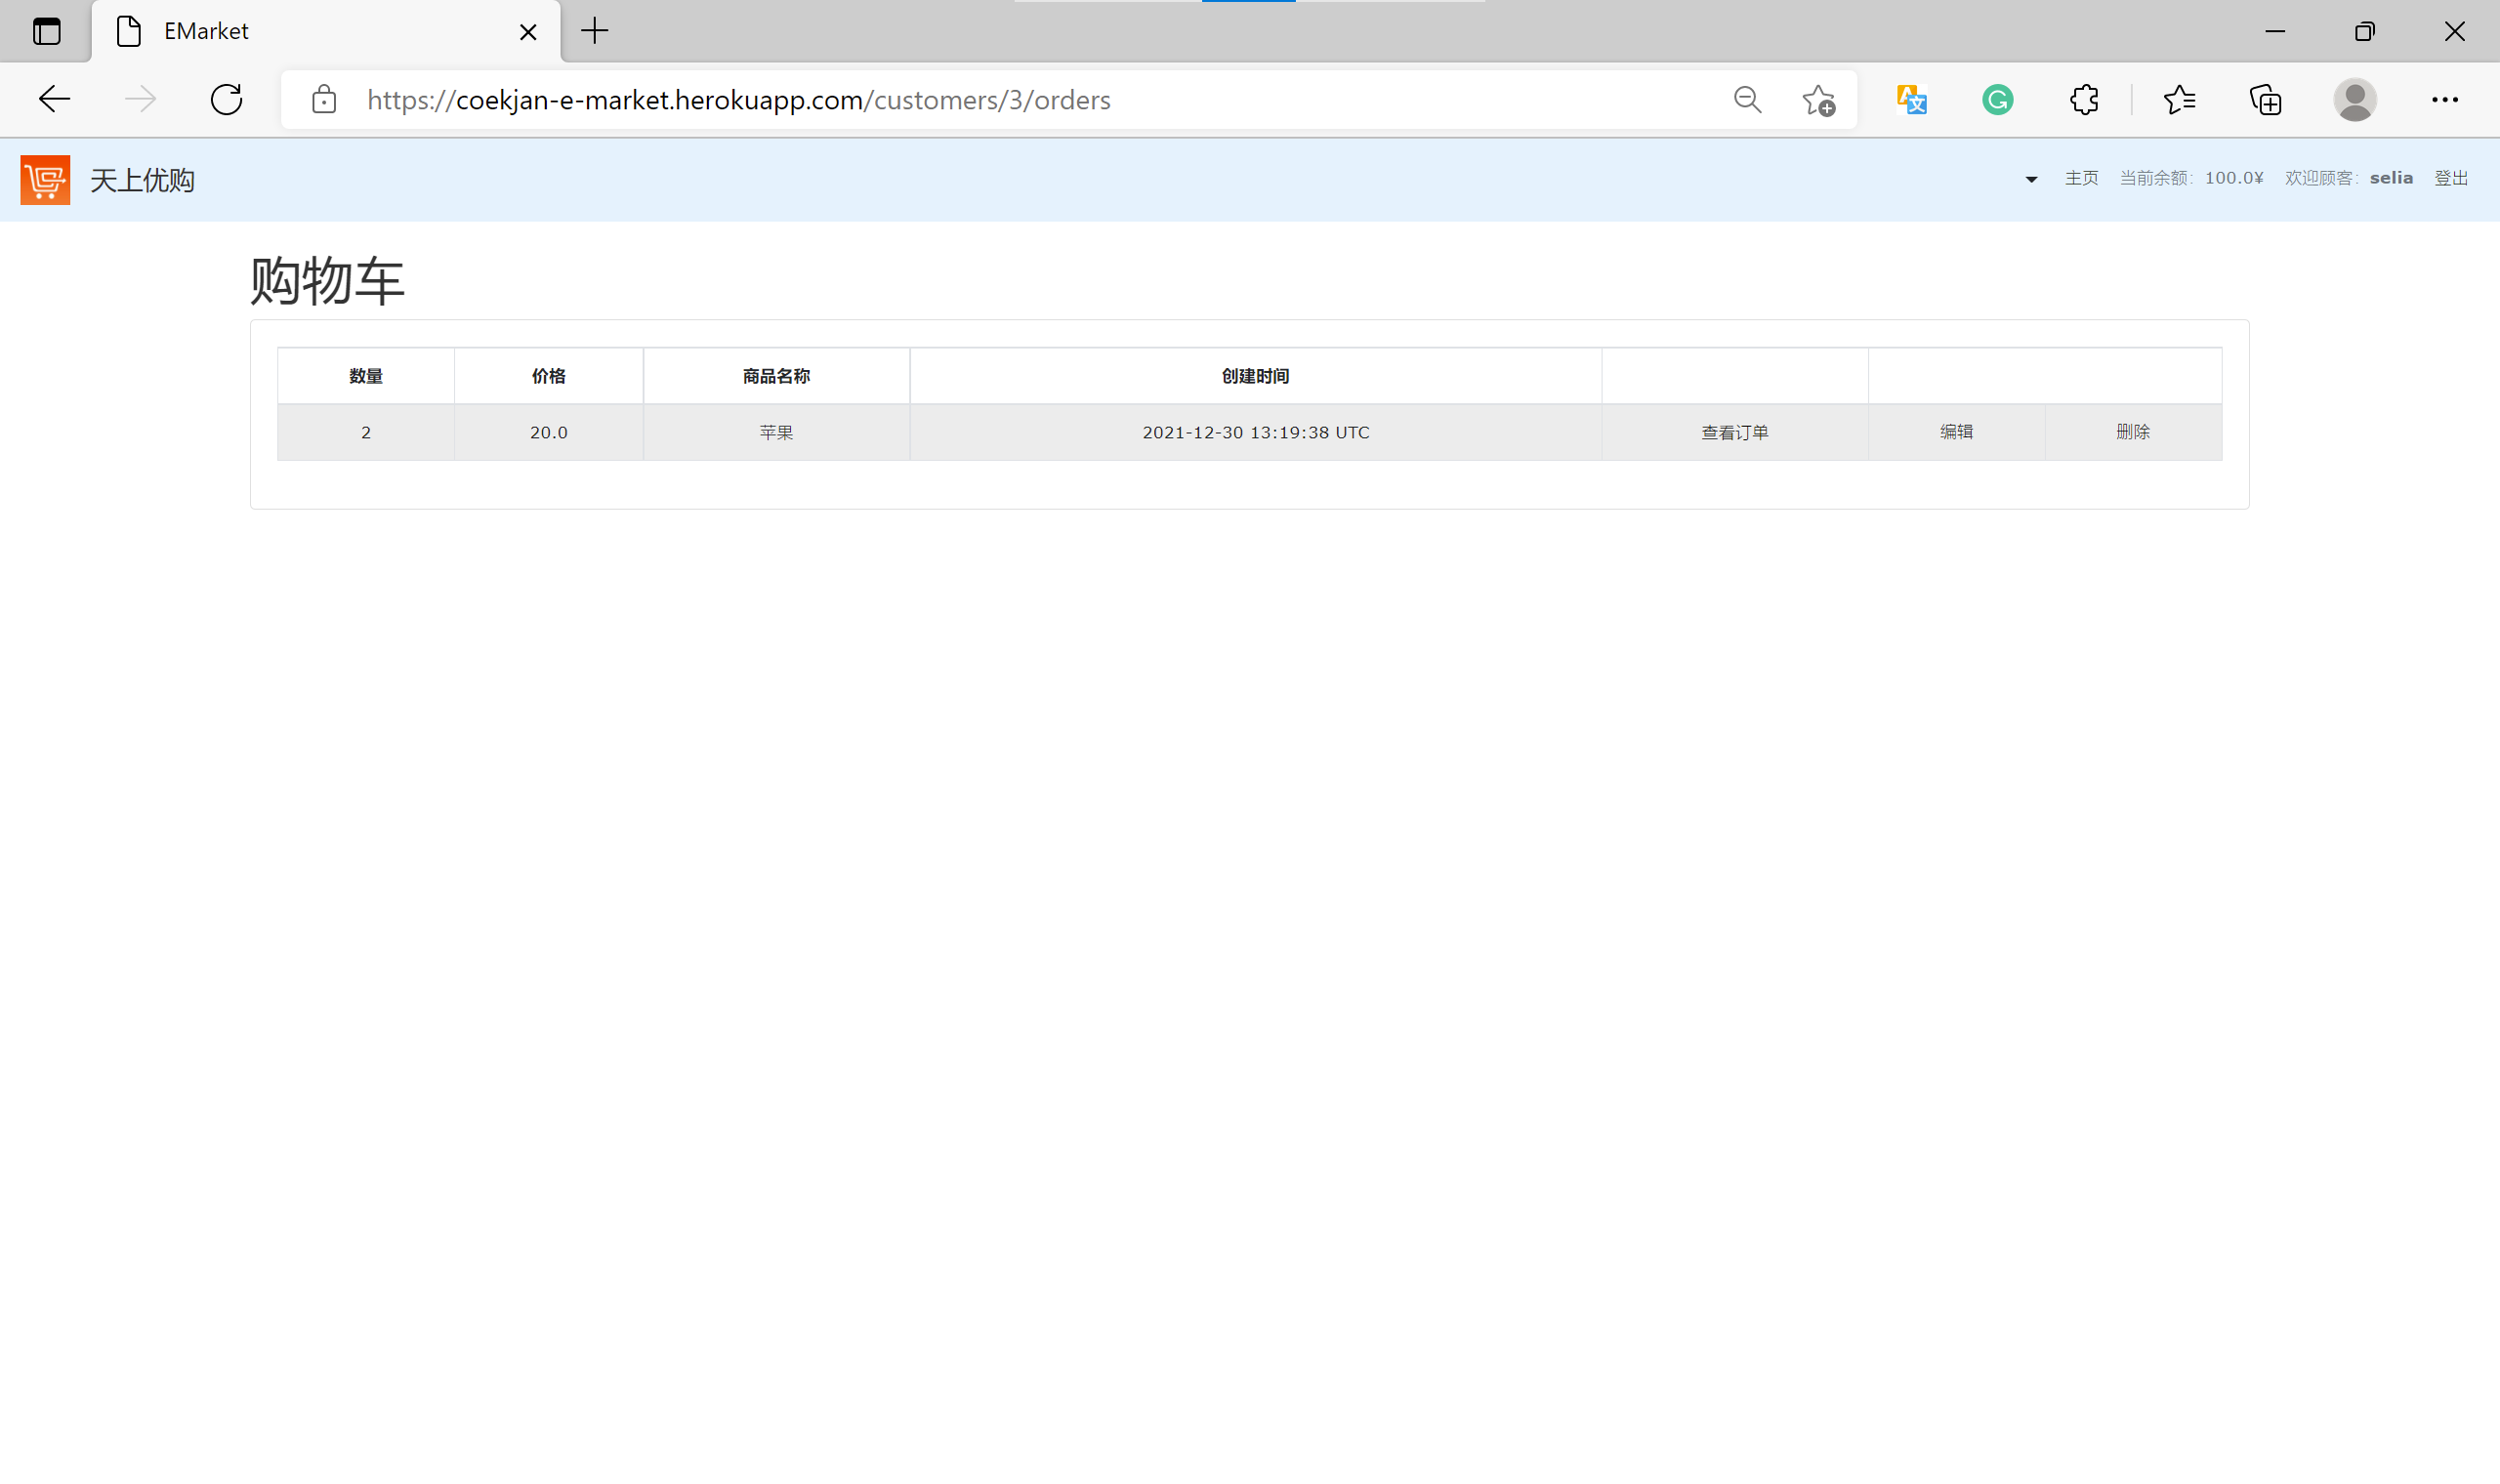 EMarket
https://coekjan-e-market.herokuapp.com/customers/3/orders
天上优购 主页 当前余额: 100.0¥ 欢迎顾客: selia 登出
购物车
数量 价格 商品名称 创建时间
2 20.0 苹果 2021-12-30 13:19:38 UTC 查看订单 编辑 删除